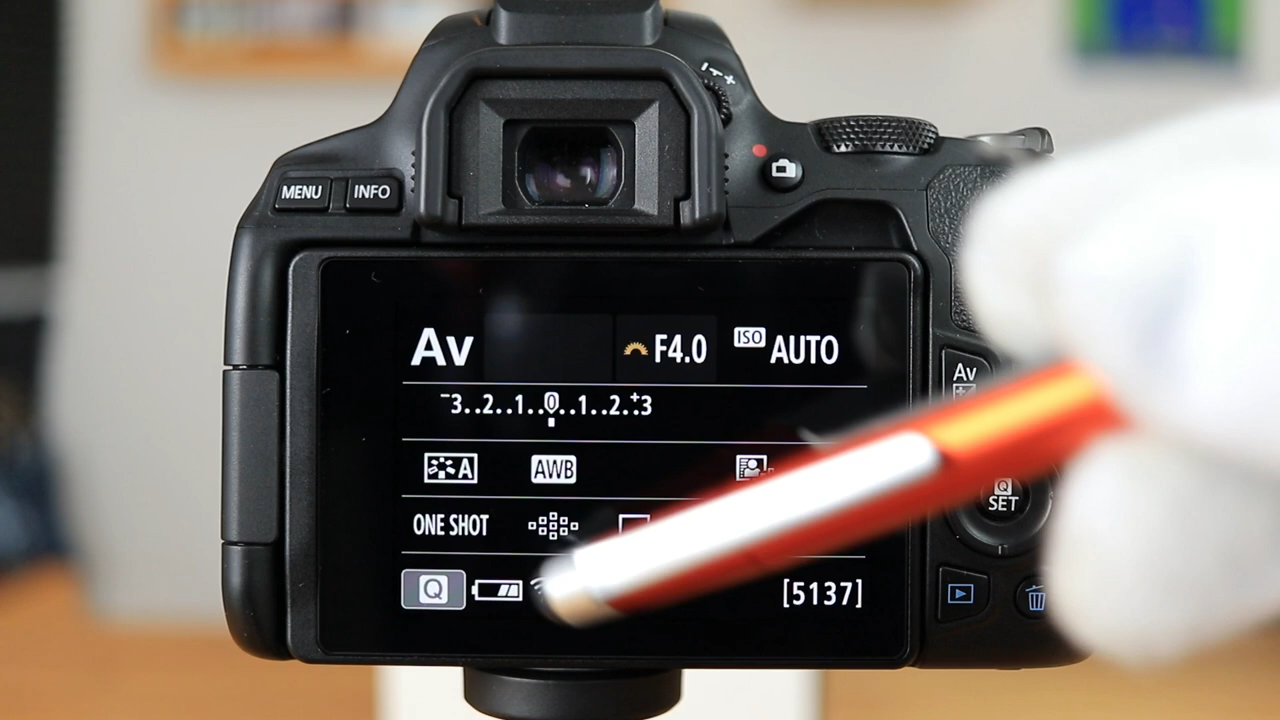 MENU INFO
Av F4.0 ISO AUTO
-3..2..1..0..1..2.:+3
A AWB
ONE SHOT
Q [5137]
Av
Q
SET